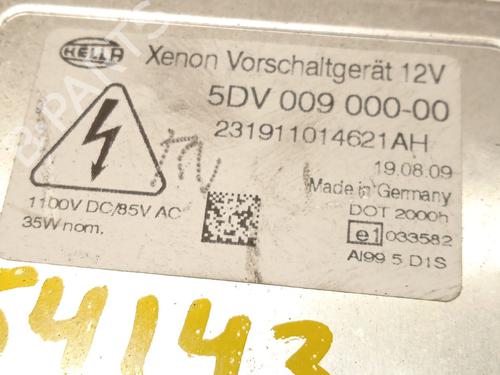 HELLA
Xenon Vorschaltgerät 12V
5DV 009 000-00
231911014621AH
19.08.09
Made in Germany
DOT 2000h
e1 033582
AI99 5 D1S
1100V DC/85V AC
35W nom.
54143